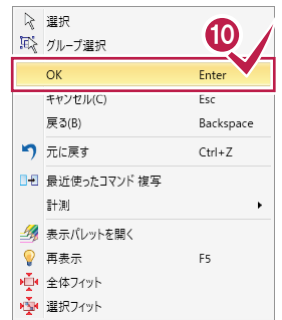 選択
グループ選択
10
OK Enter
キャンセル(C) Esc
戻る(B) Backspace
元に戻す Ctrl+Z
最近使ったコマンド 複写
計測
表示パレットを開く
再表示 F5
全体フィット
選択フィット